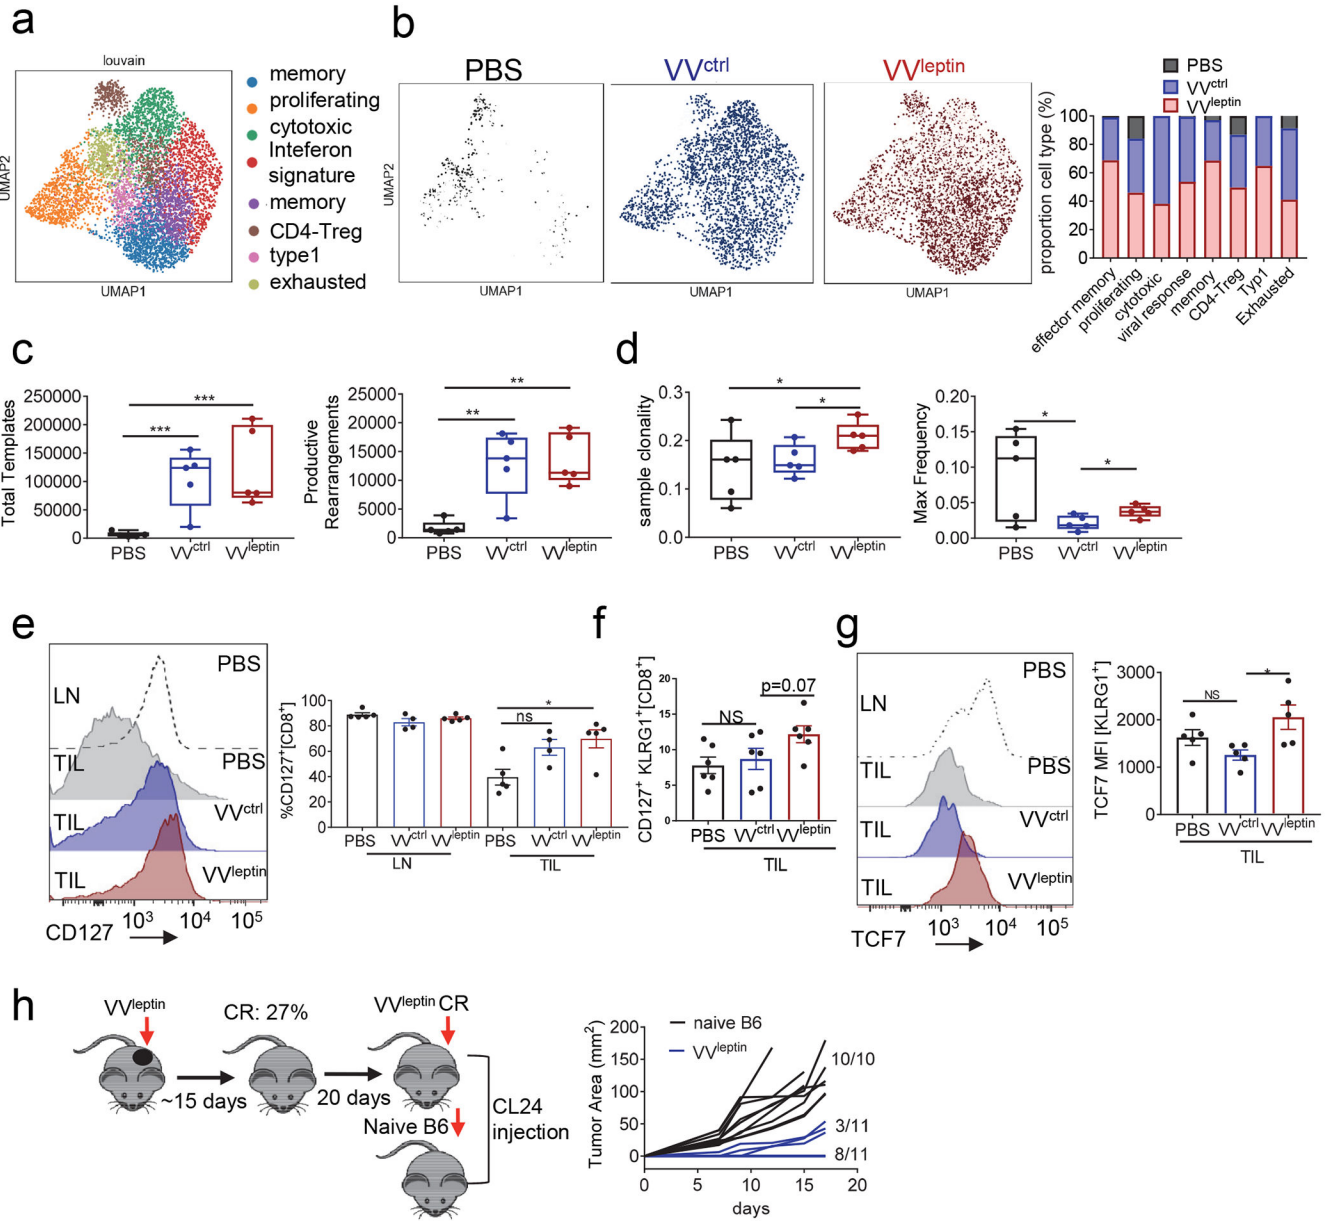 a
louvain
UMAP2
UMAP1
memory
proliferating
cytotoxic
Inteferon
signature
memory
CD4-Treg
type1
exhausted
b
PBS
VVctrl
VVleptin
UMAP2
UMAP1
UMAP1
UMAP1
PBS
VVctrl
VVleptin
proportion cell type (%)
100
80
60
40
20
0
effector memory
proliferating
cytotoxic
viral response
memory
CD4-Treg
Typ1
Exhausted
c
Total Templates
250000
200000
150000
100000
50000
0
***
***
PBS
VVctrl
VVleptin
Productive
Rearrangements
25000
20000
15000
10000
5000
0
**
**
PBS
VVctrl
VVleptin
d
sample clonality
0.3
0.2
0.1
0.0
*
*
PBS
VVctrl
VVleptin
Max Frequency
0.20
0.15
0.10
0.05
0.00
*
*
PBS
VVctrl
VVleptin
e
PBS
LN
TIL
PBS
TIL
VVctrl
TIL
VVleptin
10³ 10⁴ 10⁵
CD127
%CD127⁺[CD8⁺]
100
80
60
40
20
0
*
ns
PBS VVctrl VVleptin PBS VVctrl VVleptin
LN TIL
f
CD127⁺ KLRG1⁺[CD8⁺]
20
15
10
5
0
p=0.07
NS
PBS VVctrl VVleptin
TIL
g
PBS
LN
PBS
TIL
VVctrl
TIL
VVleptin
TIL
10³ 10⁴ 10⁵
TCF7
TCF7 MFI [KLRG1⁺]
3000
2000
1000
0
NS
*
PBS VVctrl VVleptin
TIL
h
VVleptin
CR: 27%
VVleptin CR
~15 days
20 days
Naive B6
CL24
injection
Tumor Area (mm²)
200
150
100
50
0
naive B6
VVleptin
10/10
3/11
8/11
0 5 10 15 20
days